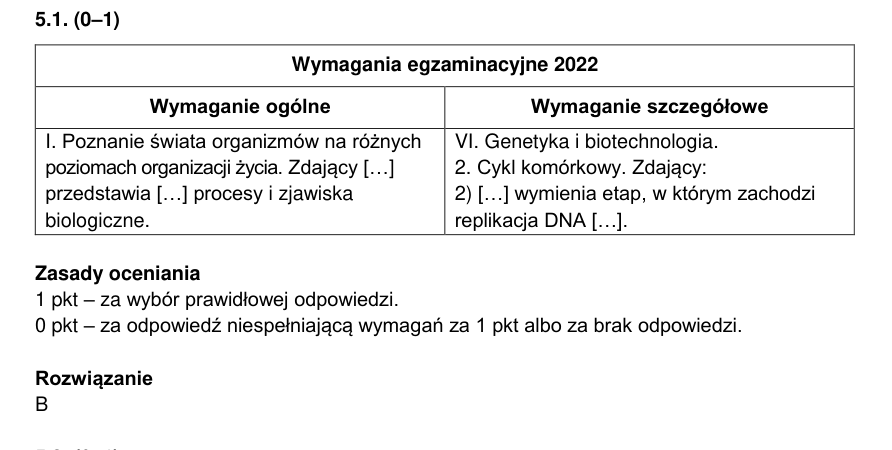 5.1. (0–1)
Wymagania egzaminacyjne 2022
Wymaganie ogólne
Wymaganie szczegółowe
I. Poznanie świata organizmów na różnych
poziomach organizacji życia. Zdający […]
przedstawia […] procesy i zjawiska
biologiczne.
VI. Genetyka i biotechnologia.
2. Cykl komórkowy. Zdający:
2) […] wymienia etap, w którym zachodzi
replikacja DNA […].
Zasady oceniania
1 pkt – za wybór prawidłowej odpowiedzi.
0 pkt – za odpowiedź niespełniającą wymagań za 1 pkt albo za brak odpowiedzi.
Rozwiązanie
B